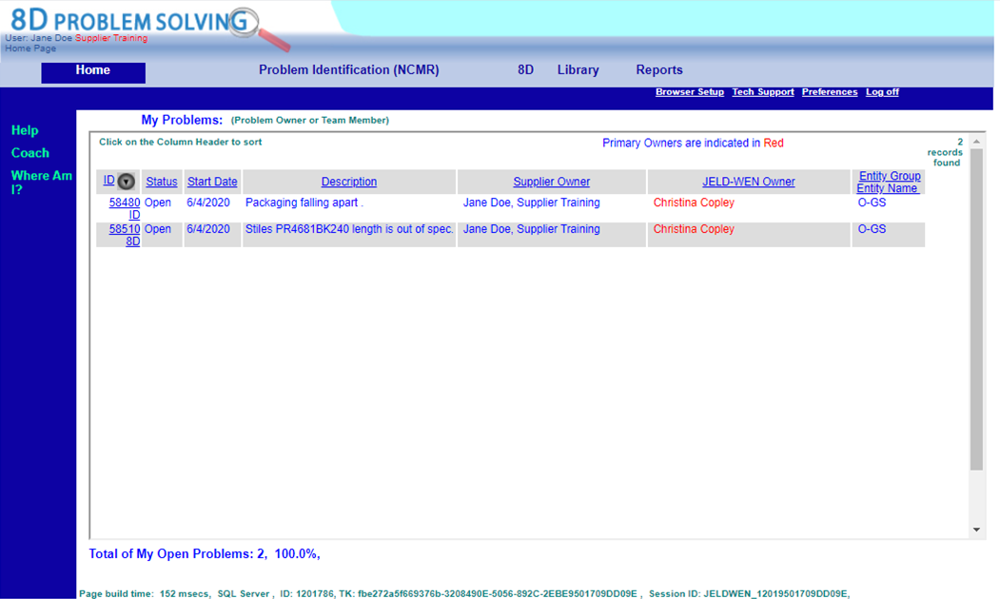 8D PROBLEM SOLVING
User: Jane Doe Supplier Training
Home Page
Home Problem Identification (NCMR) 8D Library Reports
Browser Setup Tech Support Preferences Log off
Help
Coach
Where Am I?
My Problems: (Problem Owner or Team Member)
Click on the Column Header to sort
Primary Owners are indicated in Red
2 records found
ID Status Start Date Description Supplier Owner JELD-WEN Owner Entity Group Entity Name
58480 ID Open 6/4/2020 Packaging falling apart . Jane Doe, Supplier Training Christina Copley O-GS
58510 8D Open 6/4/2020 Stiles PR4681BK240 length is out of spec. Jane Doe, Supplier Training Christina Copley O-GS
Total of My Open Problems: 2, 100.0%,
Page build time: 152 msecs, SQL Server , ID: 1201786, TK: fbe272a5f669376b-3208490E-5056-892C-2EBE9501709DD09E , Session ID: JELDWEN_12019501709DD09E,